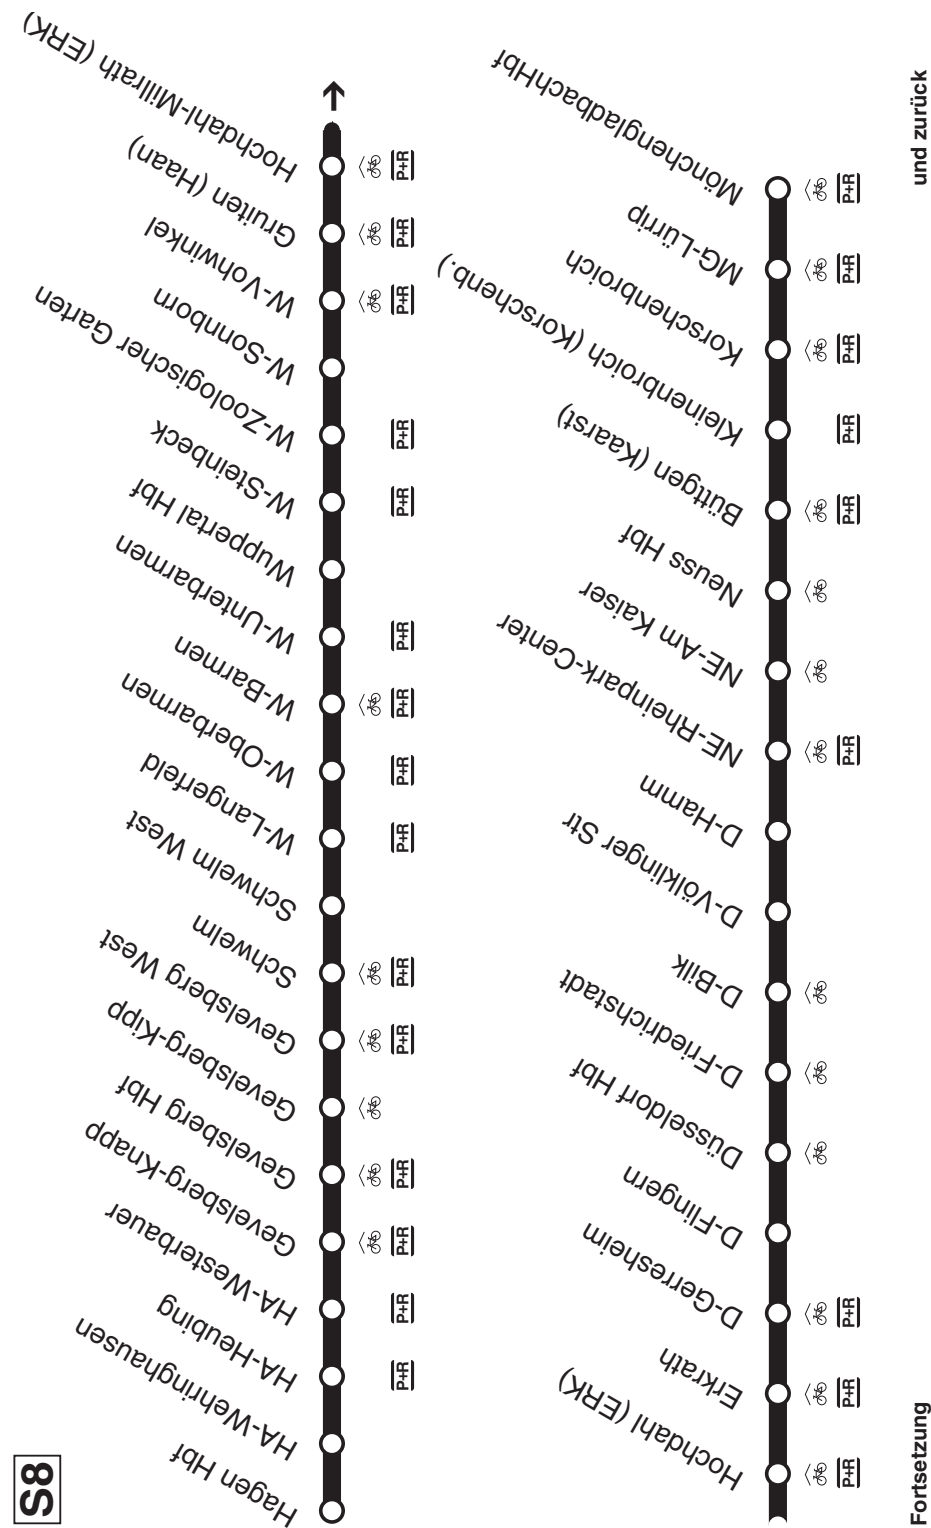 S8
Hagen Hbf
HA-Wehringhausen
HA-Heubing
P+R
HA-Westerbauer
P+R
Gevelsberg-Knapp
P+R
Gevelsberg Hbf
P+R
Gevelsberg-Kipp
Gevelsberg West
P+R
Schwelm
P+R
Schwelm West
W-Langerfeld
P+R
W-Oberbarmen
P+R
W-Barmen
P+R
W-Unterbarmen
P+R
Wuppertal Hbf
W-Steinbeck
P+R
W-Zoologischer Garten
P+R
W-Sonnborn
W-Vohwinkel
P+R
Gruiten (Haan)
P+R
Hochdahl-Millrath (ERK)
P+R
Hochdahl (ERK)
P+R
Erkrath
P+R
D-Gerresheim
P+R
D-Flingern
Düsseldorf Hbf
D-Friedrichstadt
D-Bilk
D-Völklinger Str
D-Hamm
NE-Rheinpark-Center
P+R
NE-Am Kaiser
Neuss Hbf
Büttgen (Kaarst)
P+R
Kleinenbroich (Korschenb.)
P+R
Korschenbroich
P+R
MG-Lürrip
P+R
MönchengladbachHbf
P+R
Fortsetzung
und zurück